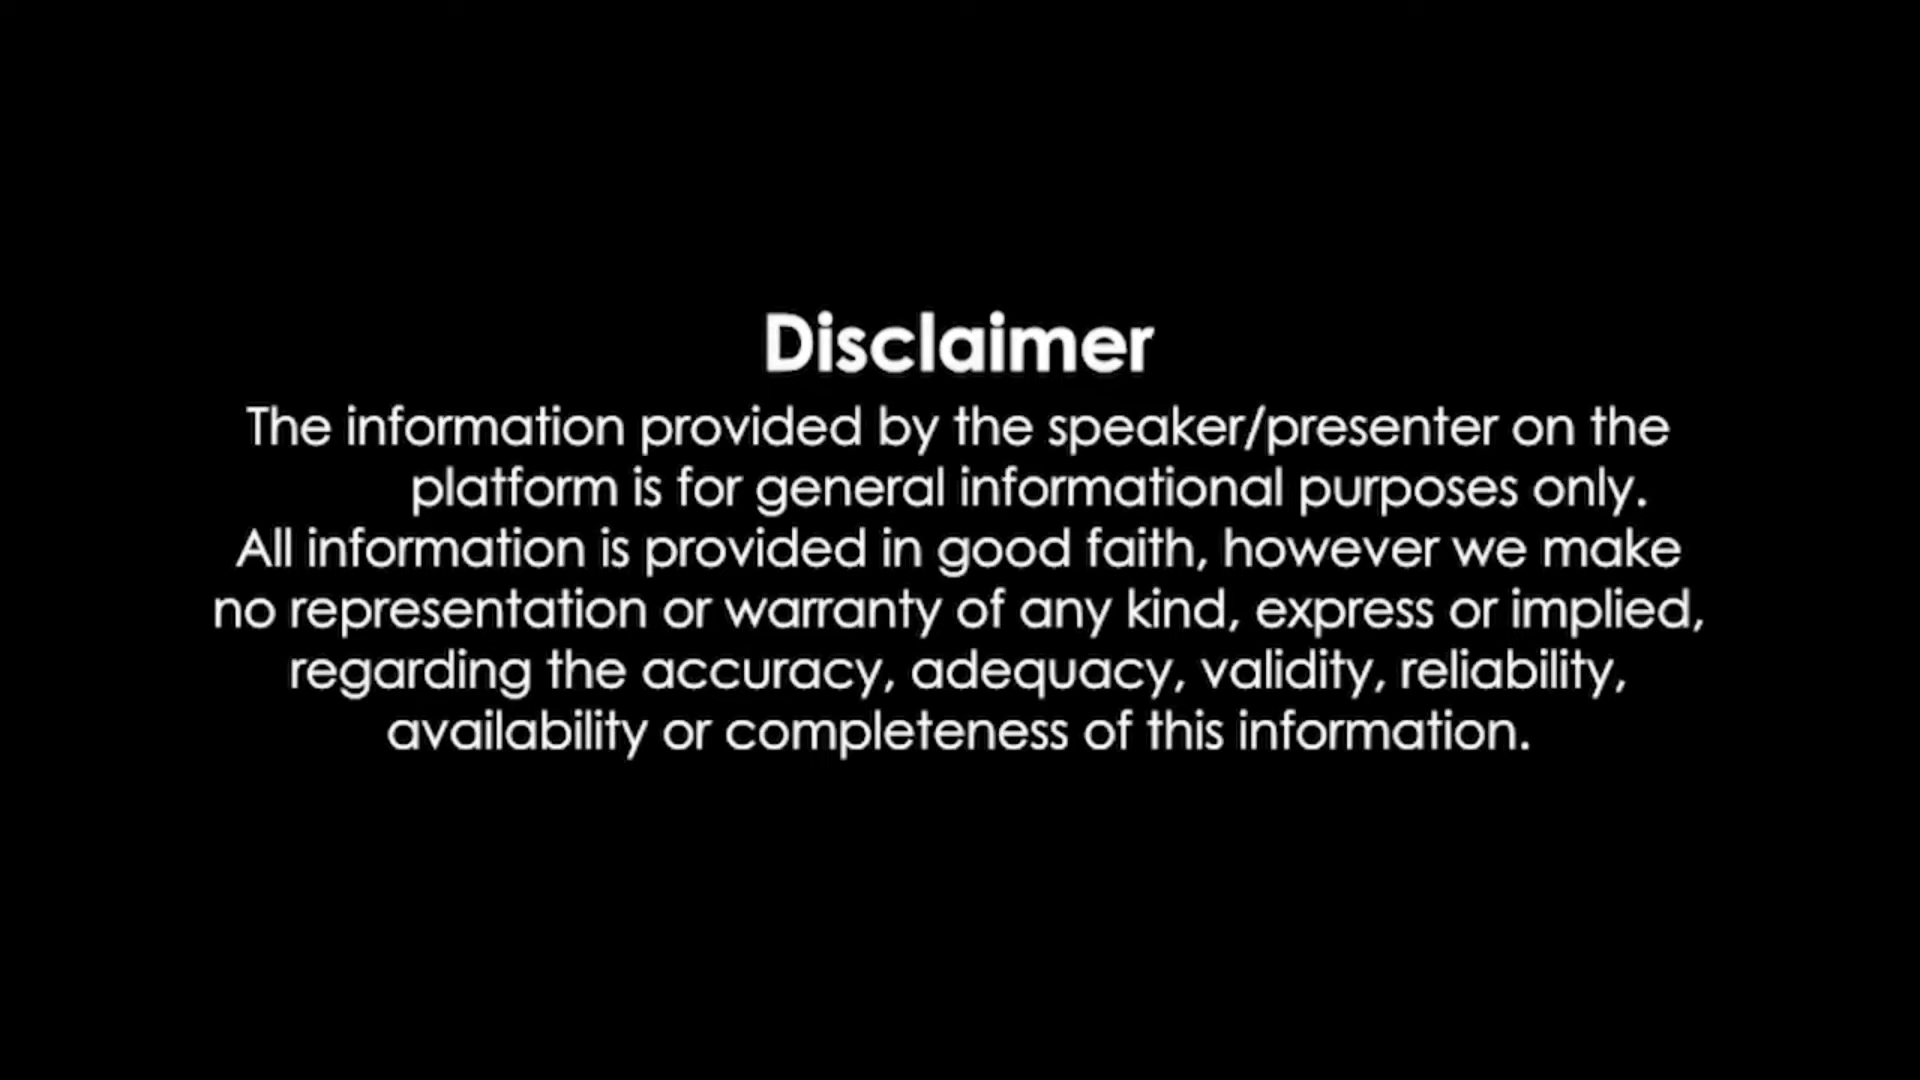 Disclaimer
The information provided by the speaker/presenter on the
platform is for general informational purposes only.
All information is provided in good faith, however we make
no representation or warranty of any kind, express or implied,
regarding the accuracy, adequacy, validity, reliability,
availability or completeness of this information.